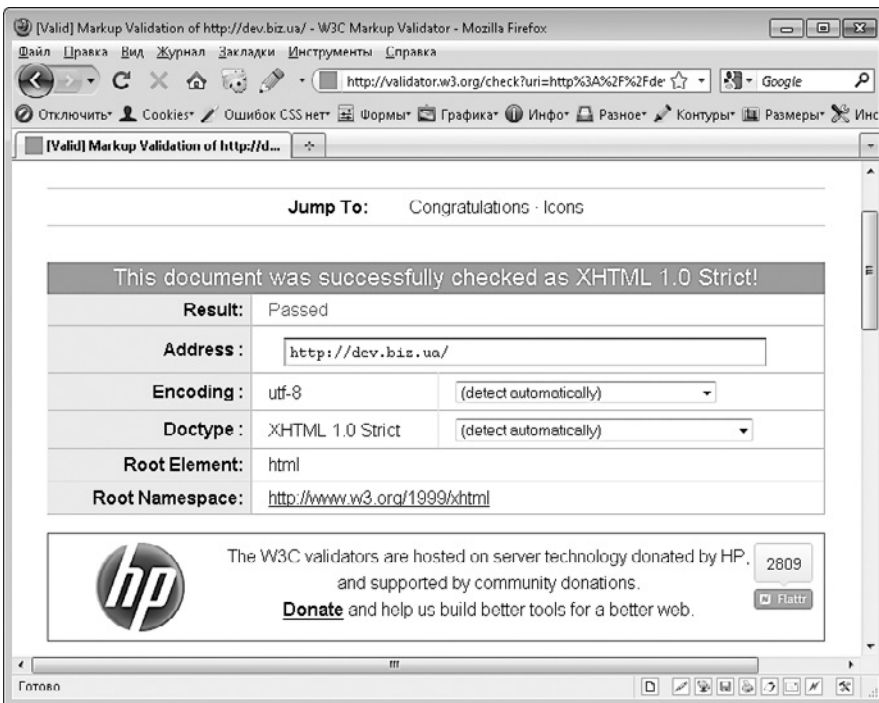 [Valid] Markup Validation of http://dev.biz.ua/ - W3C Markup Validator - Mozilla Firefox
Файл Правка Вид Журнал Закладки Инструменты Справка
http://validator.w3.org/check?uri=http%3A%2F%2Fde Google
Отключить Cookies Ошибок CSS нет Формы Графика Инфо Разное Контуры Размеры Инс
[Valid] Markup Validation of http://d...
Jump To: Congratulations · Icons
This document was successfully checked as XHTML 1.0 Strict!
Result: Passed
Address : http://dev.biz.ua/
Encoding : utf-8 (detect automatically)
Doctype : XHTML 1.0 Strict (detect automatically)
Root Element: html
Root Namespace: http://www.w3.org/1999/xhtml
hp
The W3C validators are hosted on server technology donated by HP,
and supported by community donations.
Donate and help us build better tools for a better web.
2809
Flattr
Готово